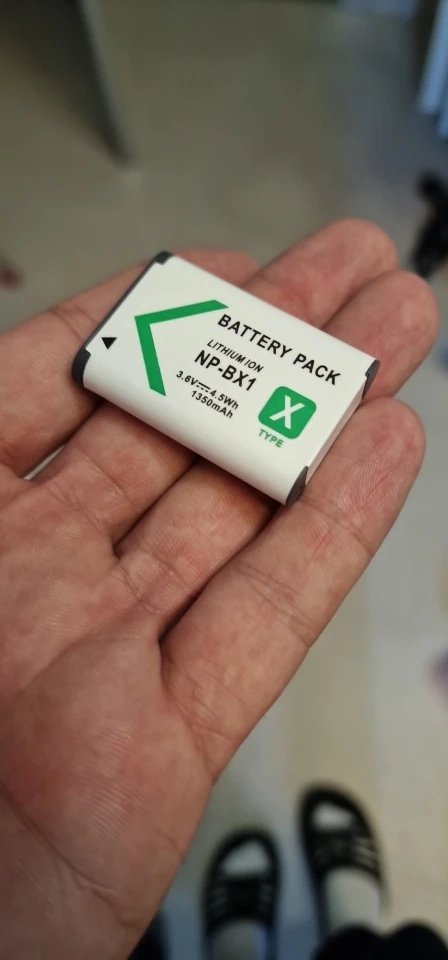 BATTERY PACK
LITHIUM ION
NP-BX1
3.6V⎓4.5Wh
1350mAh
X
TYPE